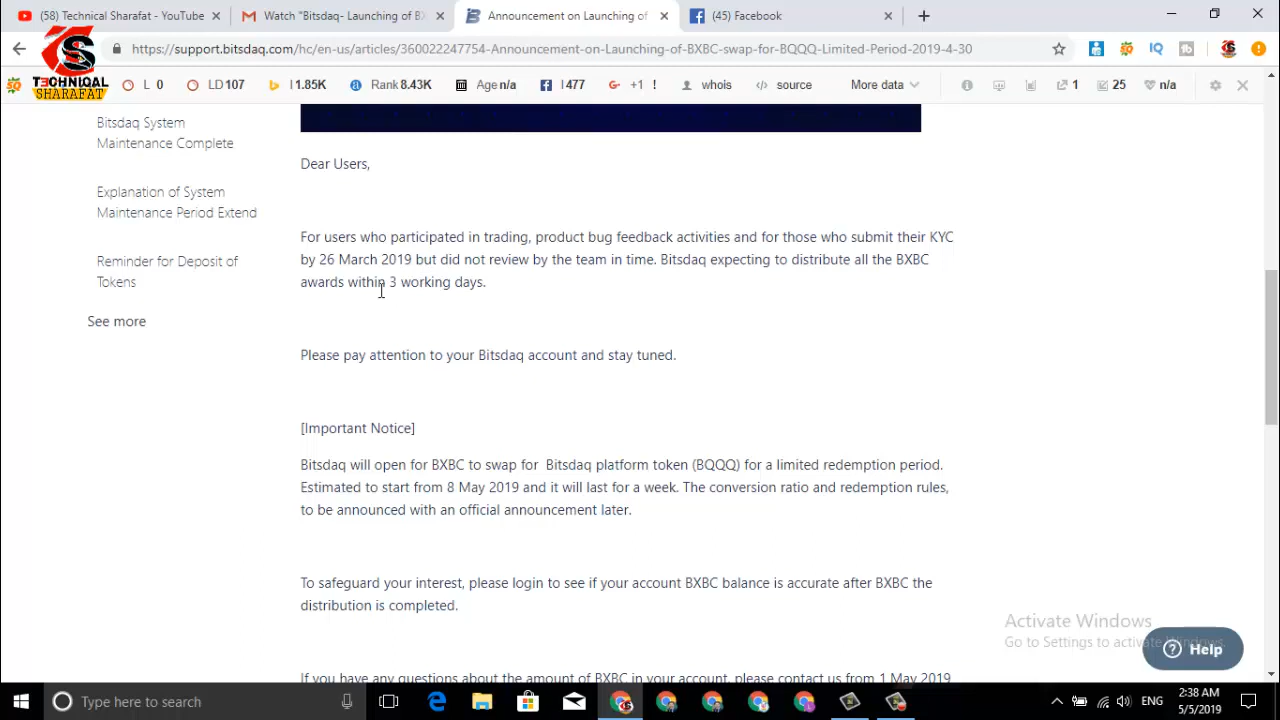 (58) Technical Sharafat - YouTube
Watch "Bitsdaq- Launching of BX
Announcement on Launching of
(45) Facebook
https://support.bitsdaq.com/hc/en-us/articles/360022247754-Announcement-on-Launching-of-BXBC-swap-for-BQQQ-Limited-Period-2019-4-30
TECHNIQAL
SHARAFAT
L 0
LD 107
I 1.85K
Rank 8.43K
Age n/a
I 477
+1 !
whois
source
More data
1
25
n/a
Bitsdaq System
Maintenance Complete
Explanation of System
Maintenance Period Extend
Reminder for Deposit of
Tokens
See more
Dear Users,
For users who participated in trading, product bug feedback activities and for those who submit their KYC
by 26 March 2019 but did not review by the team in time. Bitsdaq expecting to distribute all the BXBC
awards within 3 working days.
Please pay attention to your Bitsdaq account and stay tuned.
[Important Notice]
Bitsdaq will open for BXBC to swap for Bitsdaq platform token (BQQQ) for a limited redemption period.
Estimated to start from 8 May 2019 and it will last for a week. The conversion ratio and redemption rules,
to be announced with an official announcement later.
To safeguard your interest, please login to see if your account BXBC balance is accurate after BXBC the
distribution is completed.
If you have any questions about the amount of BXBC in your account, please contact us from 1 May 2019
Activate Windows
Go to Settings to activate Windows.
Help
Type here to search
ENG
2:38 AM
5/5/2019